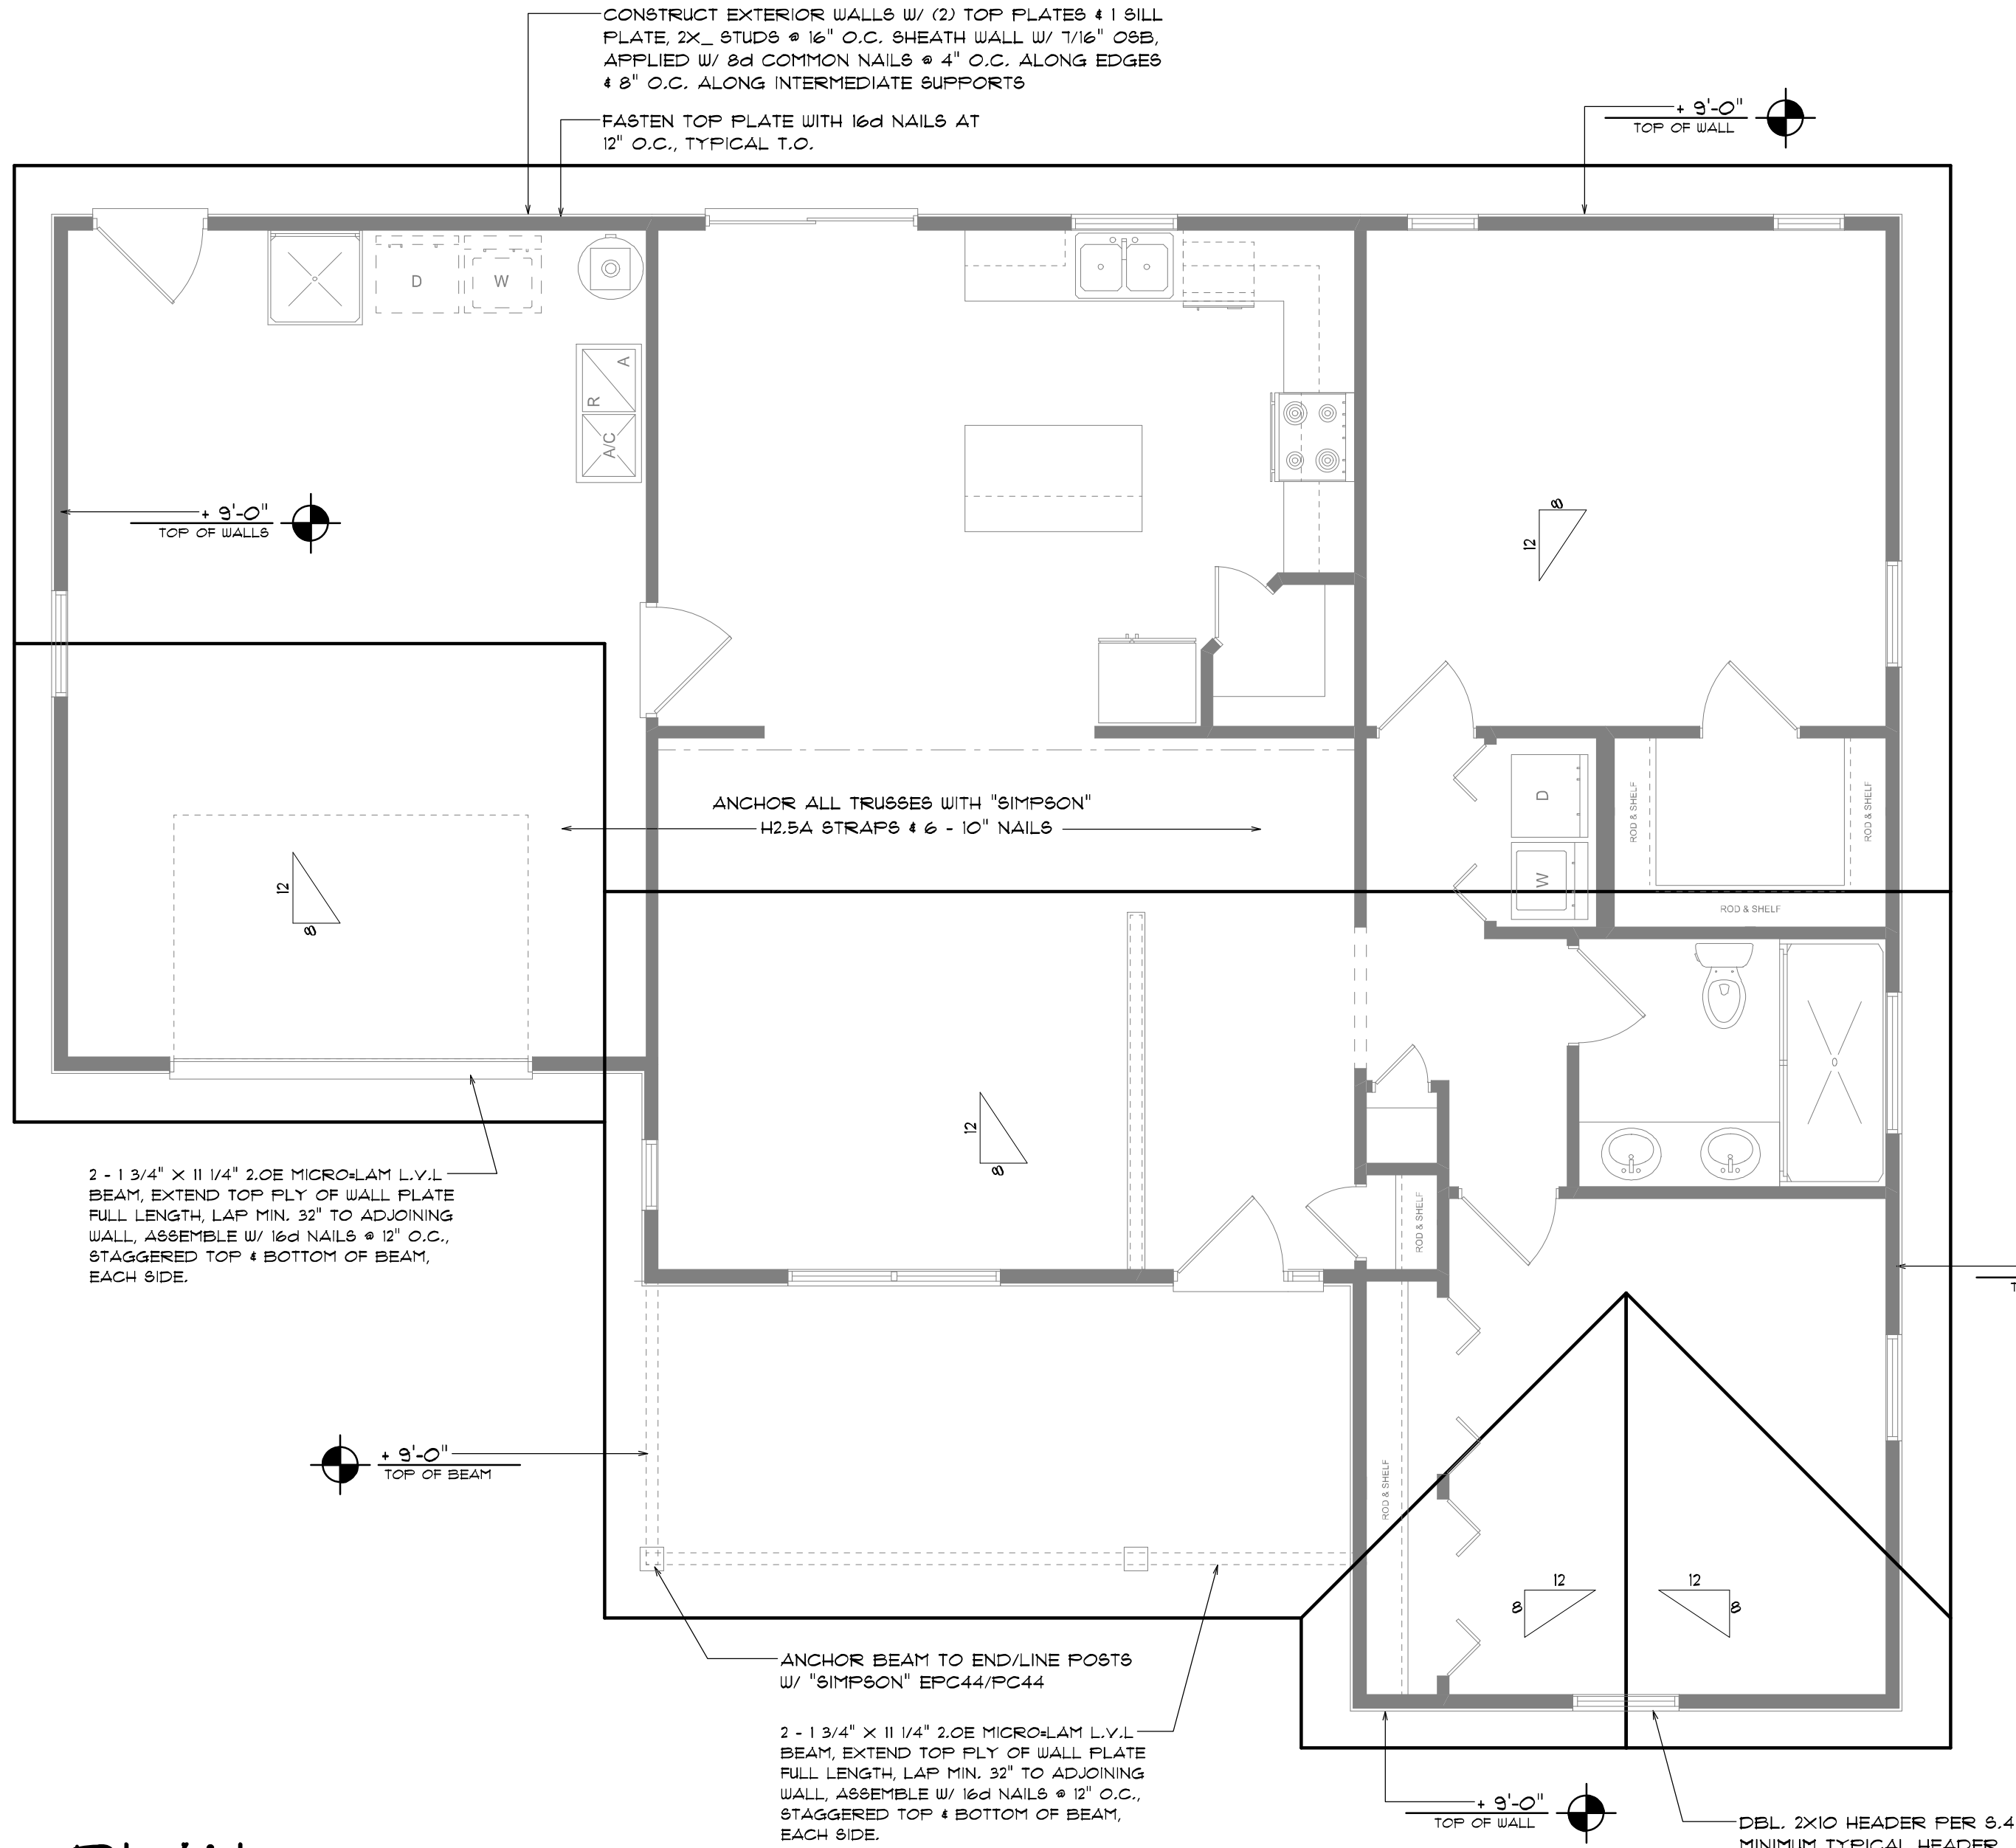 CONSTRUCT EXTERIOR WALLS W/ (2) TOP PLATES & 1 SILL
PLATE, 2X_ STUDS @ 16" O.C. SHEATH WALL W/ 7/16" OSB,
APPLIED W/ 8d COMMON NAILS @ 4" O.C. ALONG EDGES
& 8" O.C. ALONG INTERMEDIATE SUPPORTS
FASTEN TOP PLATE WITH 16d NAILS AT
12" O.C., TYPICAL T.O.
+ 9'-0"
TOP OF WALL
D
W
A
R
A/C
+ 9'-0"
TOP OF WALLS
8
12
ANCHOR ALL TRUSSES WITH "SIMPSON"
H2.5A STRAPS & 6 - 10" NAILS
D
W
ROD & SHELF
ROD & SHELF
ROD & SHELF
12
8
12
8
2 - 1 3/4" X 11 1/4" 2.0E MICRO=LAM L.V.L
BEAM, EXTEND TOP PLY OF WALL PLATE
FULL LENGTH, LAP MIN. 32" TO ADJOINING
WALL, ASSEMBLE W/ 16d NAILS @ 12" O.C.,
STAGGERED TOP & BOTTOM OF BEAM,
EACH SIDE.
ROD & SHELF
+ 9'-0"
TOP OF BEAM
ROD & SHELF
12
8
12
8
ANCHOR BEAM TO END/LINE POSTS
W/ "SIMPSON" EPC44/PC44
2 - 1 3/4" X 11 1/4" 2.0E MICRO=LAM L.V.L
BEAM, EXTEND TOP PLY OF WALL PLATE
FULL LENGTH, LAP MIN. 32" TO ADJOINING
WALL, ASSEMBLE W/ 16d NAILS @ 12" O.C.,
STAGGERED TOP & BOTTOM OF BEAM,
EACH SIDE.
+ 9'-0"
TOP OF WALL
DBL. 2X10 HEADER PER S.4
MINIMUM TYPICAL HEADER